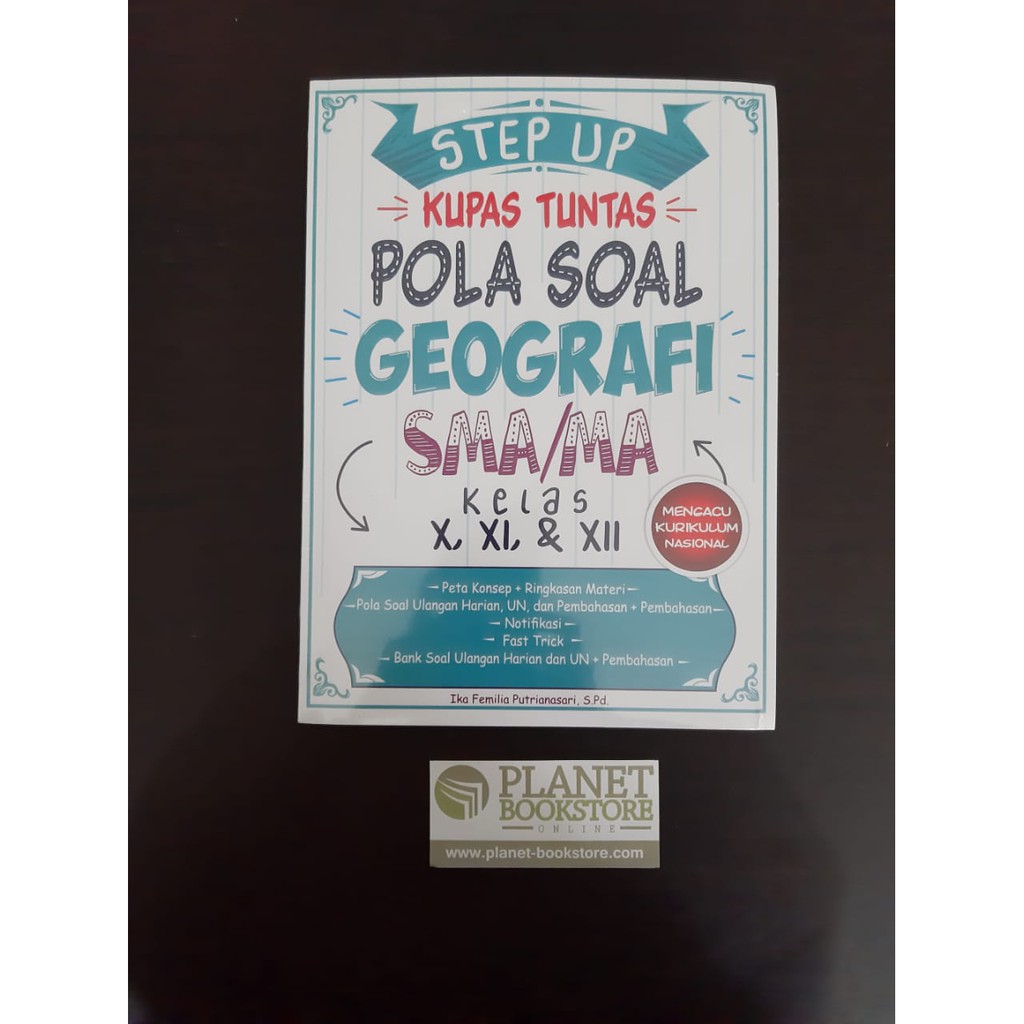 STEP UP
KUPAS TUNTAS
POLA SOAL
GEOGRAFI
SMA/MA
Kelas
X, XI, & XII
MENGACU
KURIKULUM
NASIONAL
Peta Konsep + Ringkasan Materi
Pola Soal Ulangan Harian, UN, dan Pembahasan + Pembahasan
Notifikasi
Fast Trick
Bank Soal Ulangan Harian dan UN + Pembahasan
Ika Femilia Putrianasari, S.Pd.
PLANET
BOOKSTORE
ONLINE
www.planet-bookstore.com